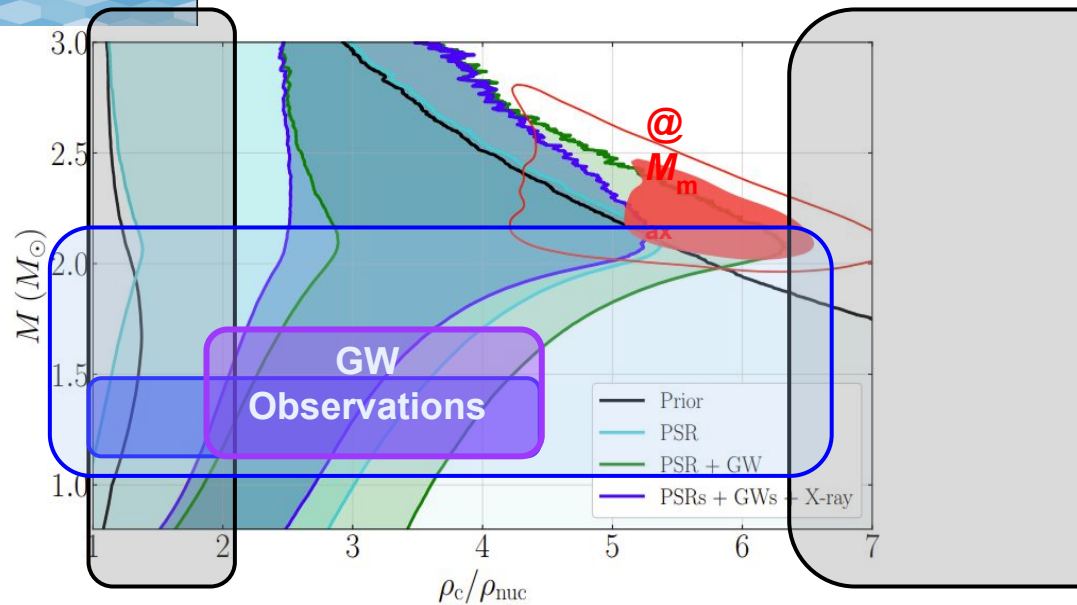 3.0
2.5
2.0
1.5
1.0
M (M⊙)
@
Mm
ax
GW
Observations
Prior
PSR
PSR + GW
PSRs + GWs + X-ray
1 2 3 4 5 6 7
ρc/ρnuc